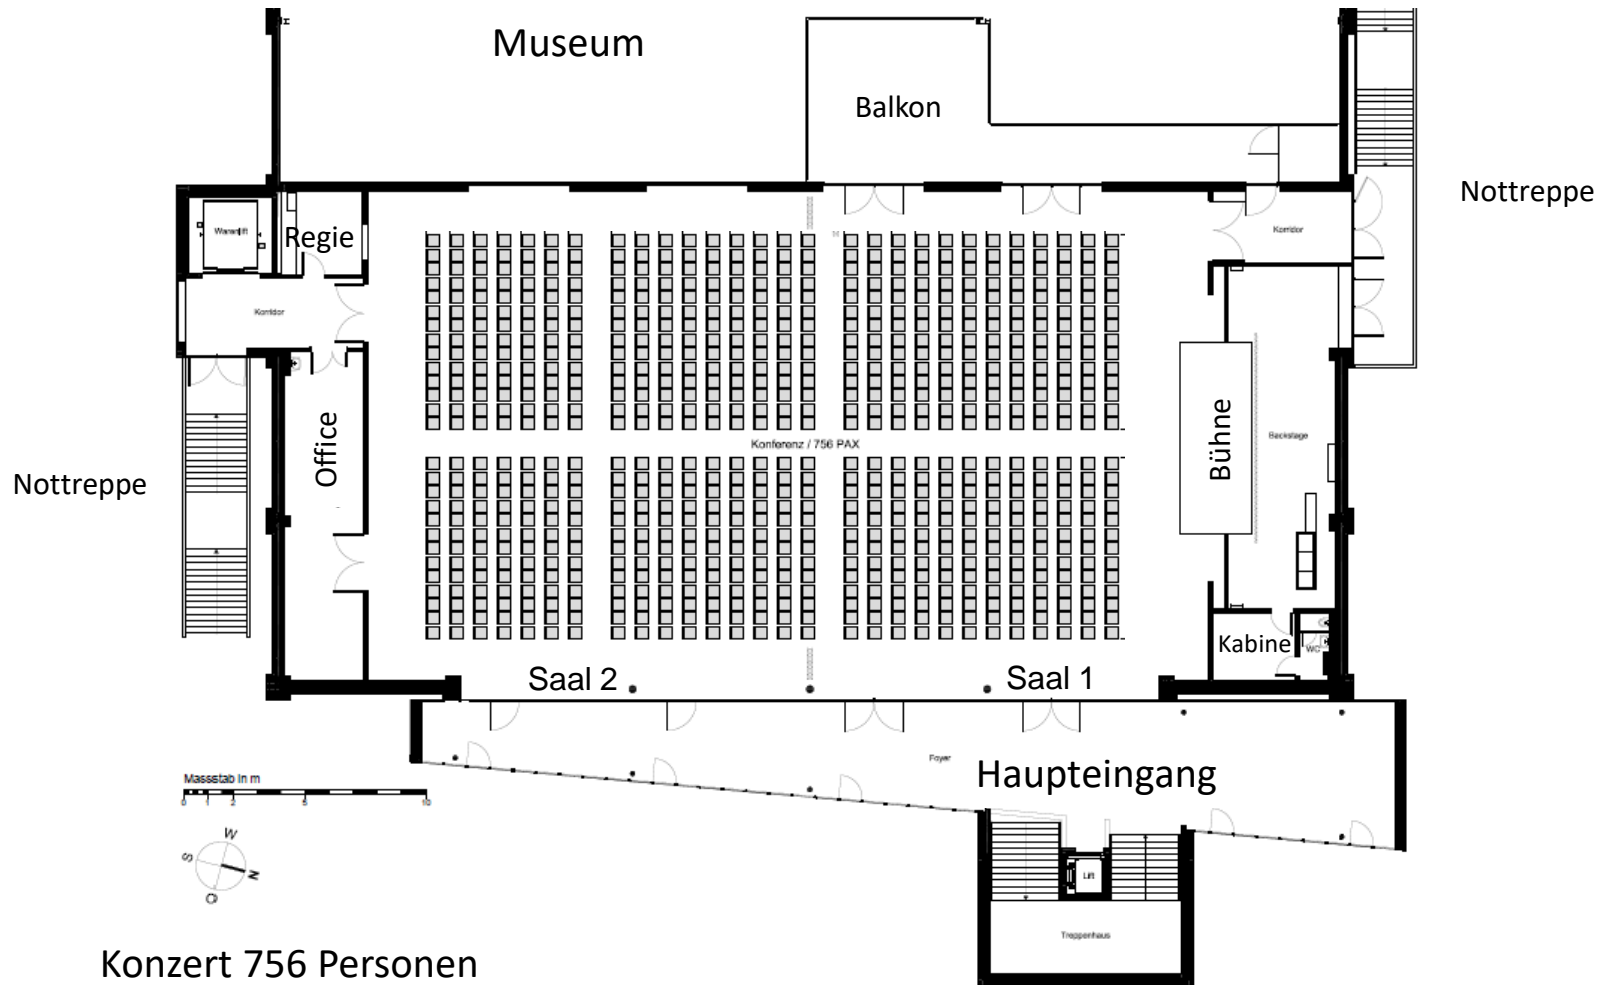 Museum
Balkon
Nottreppe
Warenlift
Regie
Korridor
Korridor
Office
Konferenz / 756 PAX
Bühne
Backstage
Nottreppe
Kabine
WC
Saal 2
Saal 1
Foyer
Haupteingang
Massstab in m
0 1 2 5 10
W
S
N
O
Lift
Treppenhaus
Konzert 756 Personen